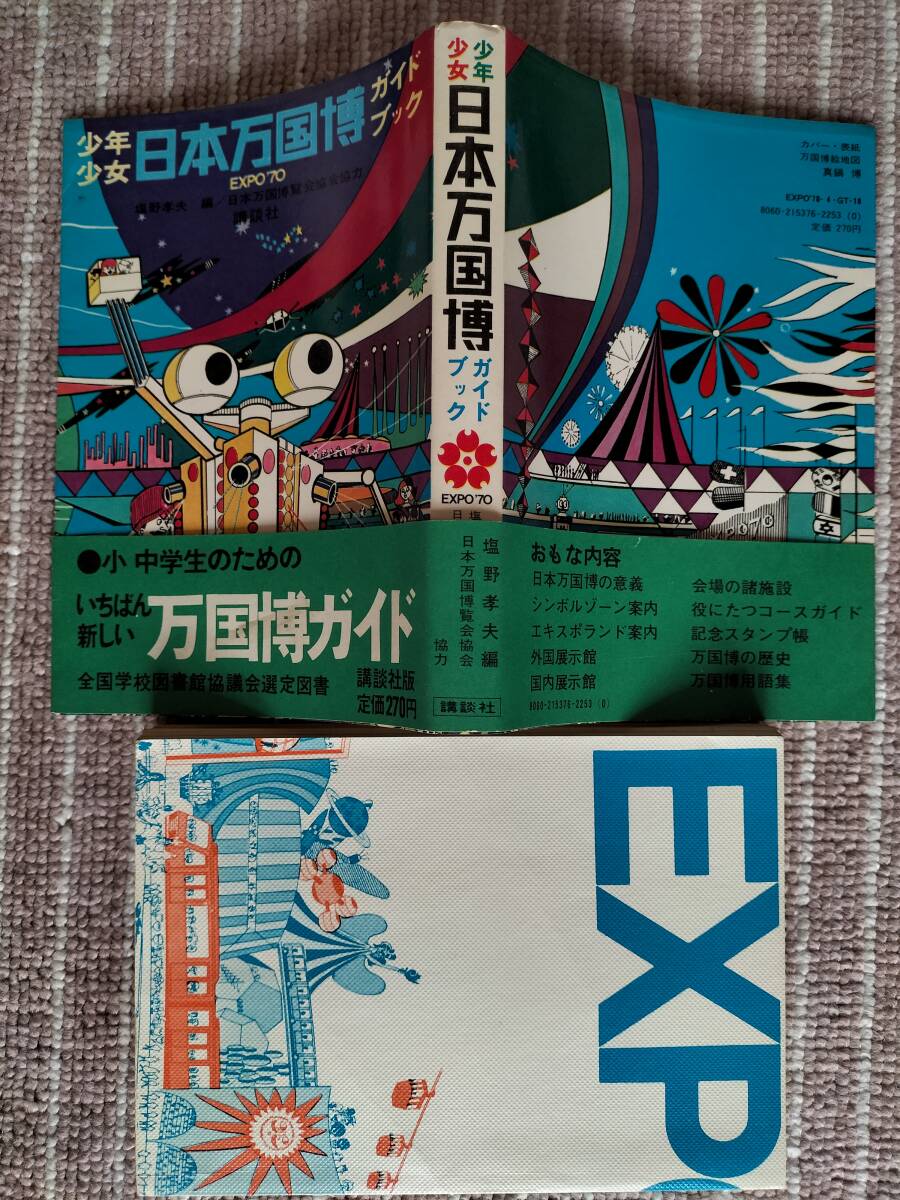 少年
少女
日本万国博
ガイド
ブック
EXPO'70
塩野孝夫 編/日本万国博覧会協会協力
講談社
少年
少女
日本万国博
ガイド
ブック
EXPO'70
塩
日
カバー・表紙
万国博絵地図
真鍋 博
EXPO'70・4・GT・18
8060-215376-2253 (0)
定価 270円
EXPO70
●小 中学生のための
いちばん
新しい
万国博ガイド
全国学校図書館協議会選定図書
講談社版
定価270円
塩野孝夫編
日本万国博覧会協会
協力
講談社
おもな内容
日本万国博の意義
シンボルゾーン案内
エキスポランド案内
外国展示館
国内展示館
8060-215376-2253 (0)
会場の諸施設
役にたつコースガイド
記念スタンプ帳
万国博の歴史
万国博用語集
EXP